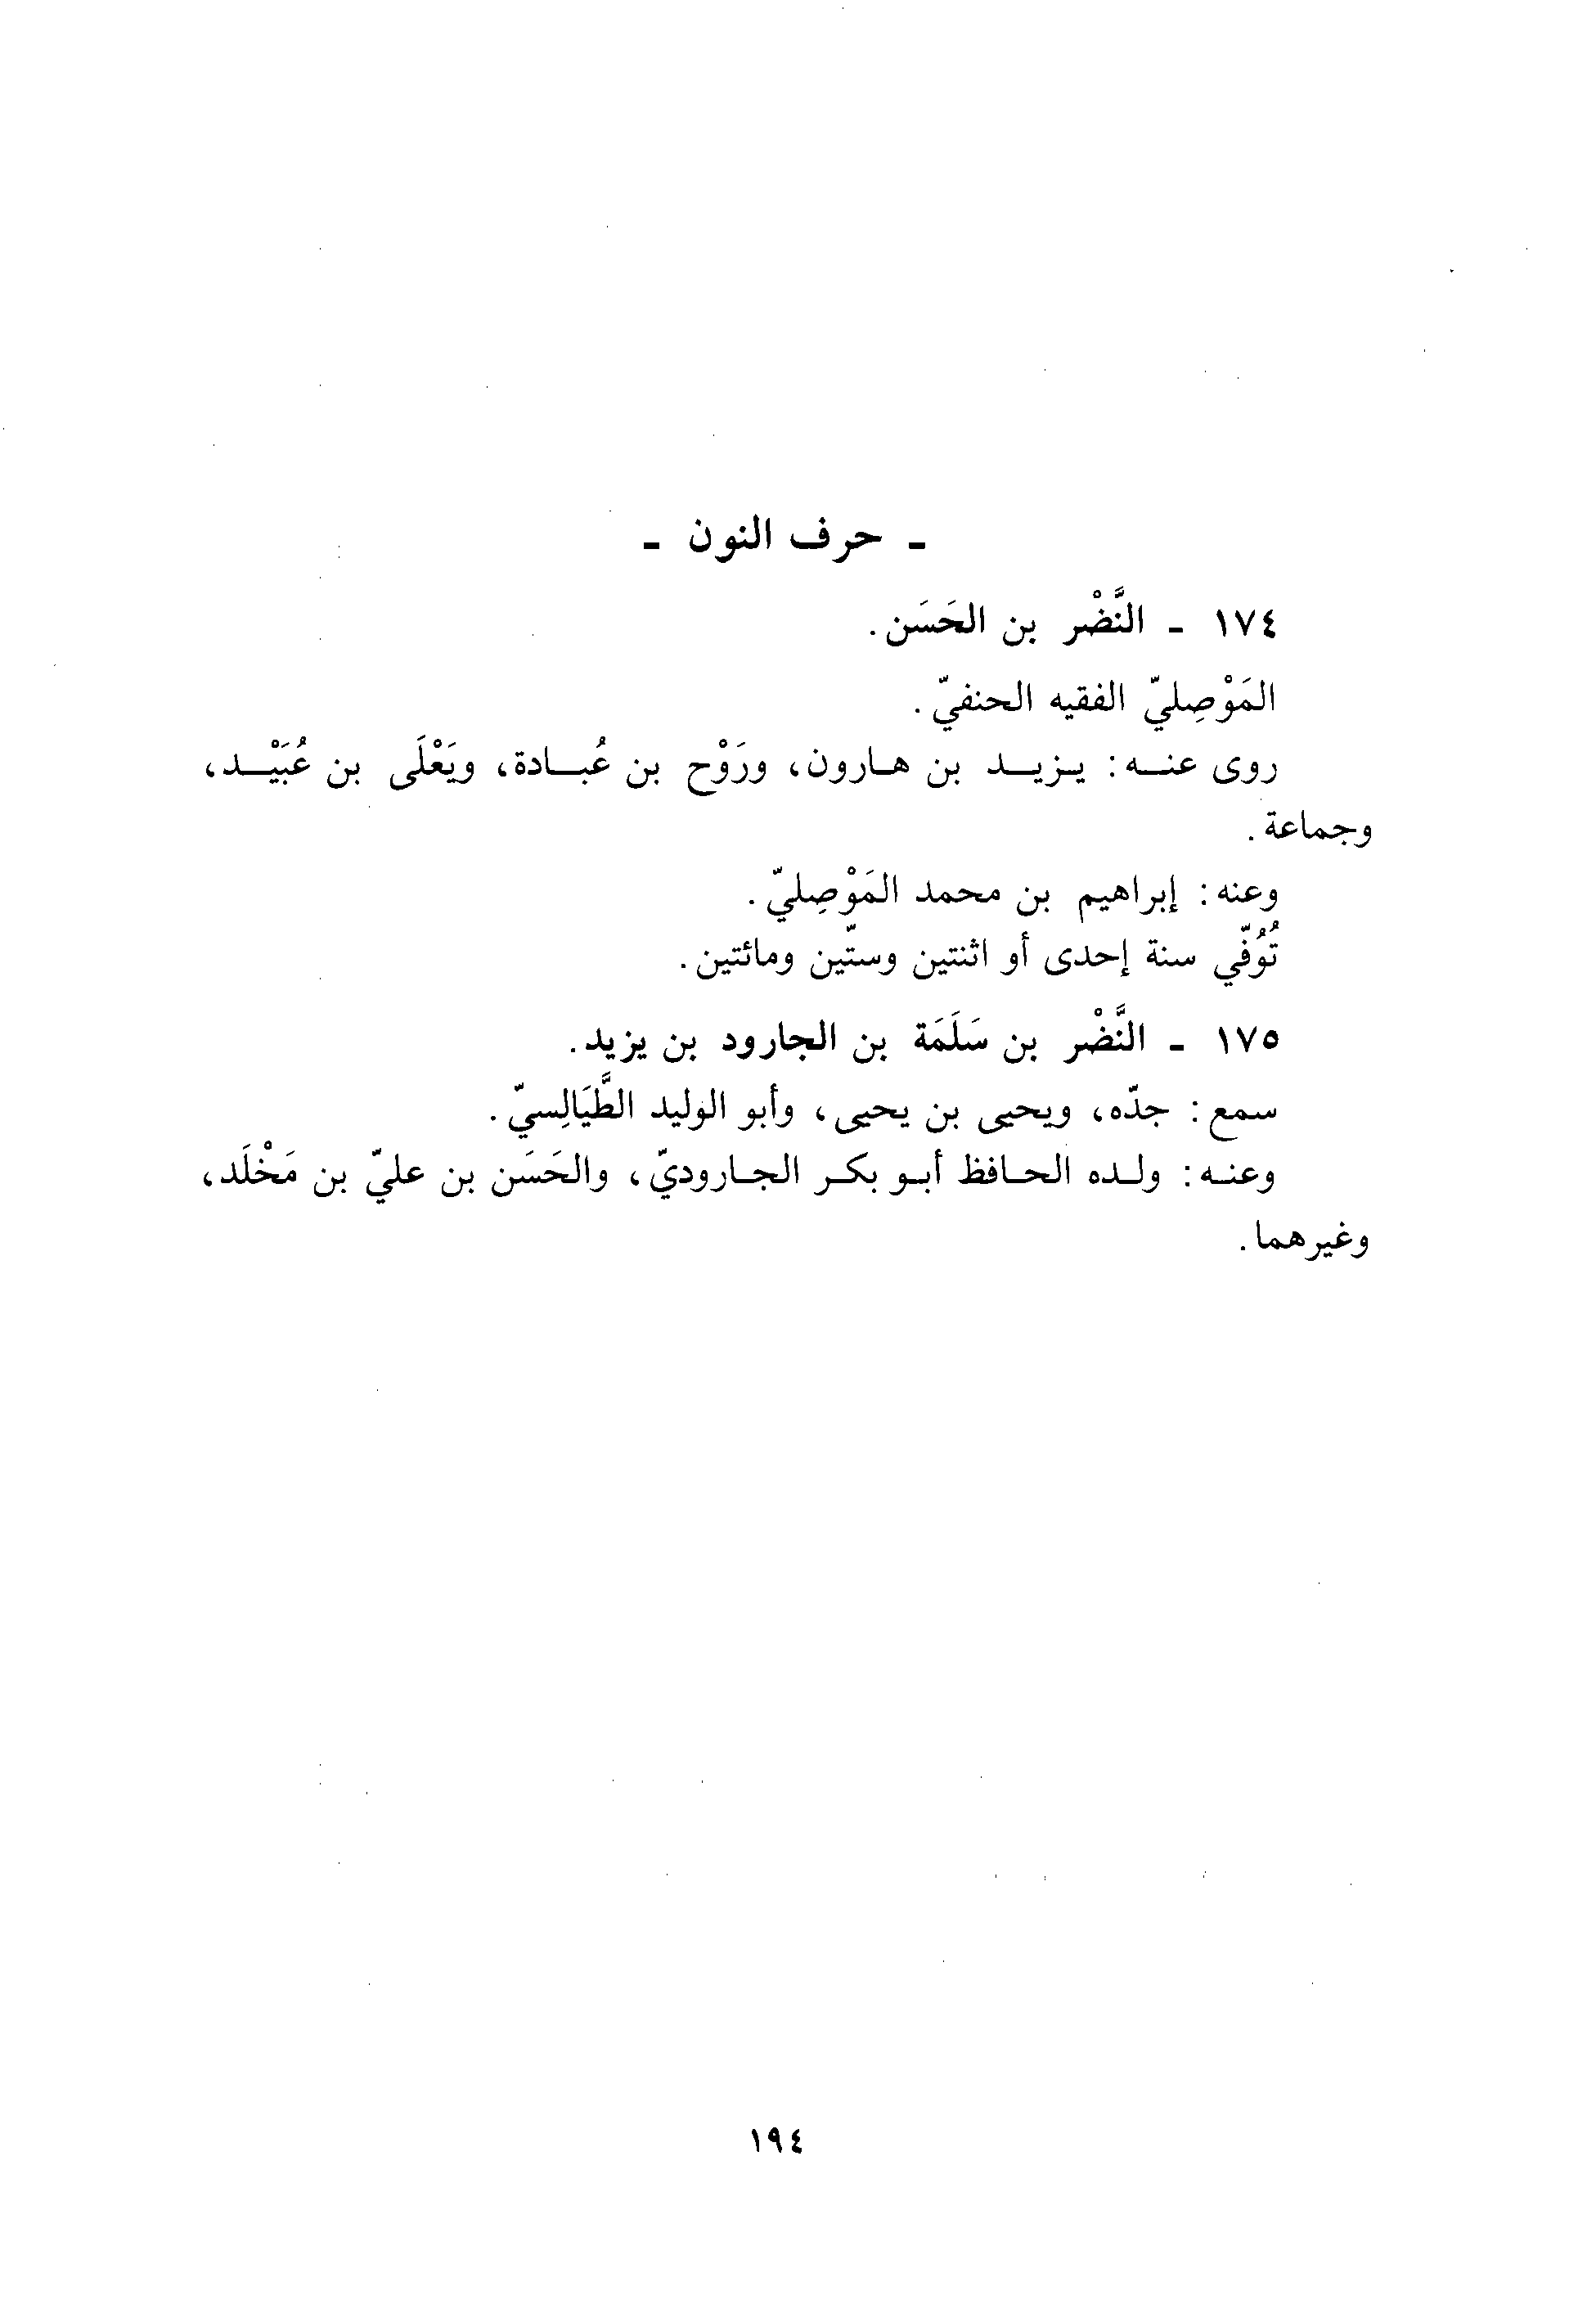 - حرف النون -
١٧٤ - النَّضْر بن الحَسَن.
المَوْصِليّ الفقيه الحنفيّ.
روى عنه: يزيد بن هارون، ورَوْح بن عُبادة، ويَعْلَى بن عُبَيْد،
وجماعة.
وعنه: إبراهيم بن محمد المَوْصِليّ.
تُوُفّي سنة إحدى أو اثنتين وستّين ومائتين.
١٧٥ - النَّضْر بن سَلَمَة بن الجارود بن يزيد.
سمع: جدّه، ويحيى بن يحيى، وأبو الوليد الطَّيَالِسيّ.
وعنه: ولده الحافظ أبو بكر الجاروديّ، والحَسَن بن عليّ بن مَخْلَد،
وغيرهما.
١٩٤